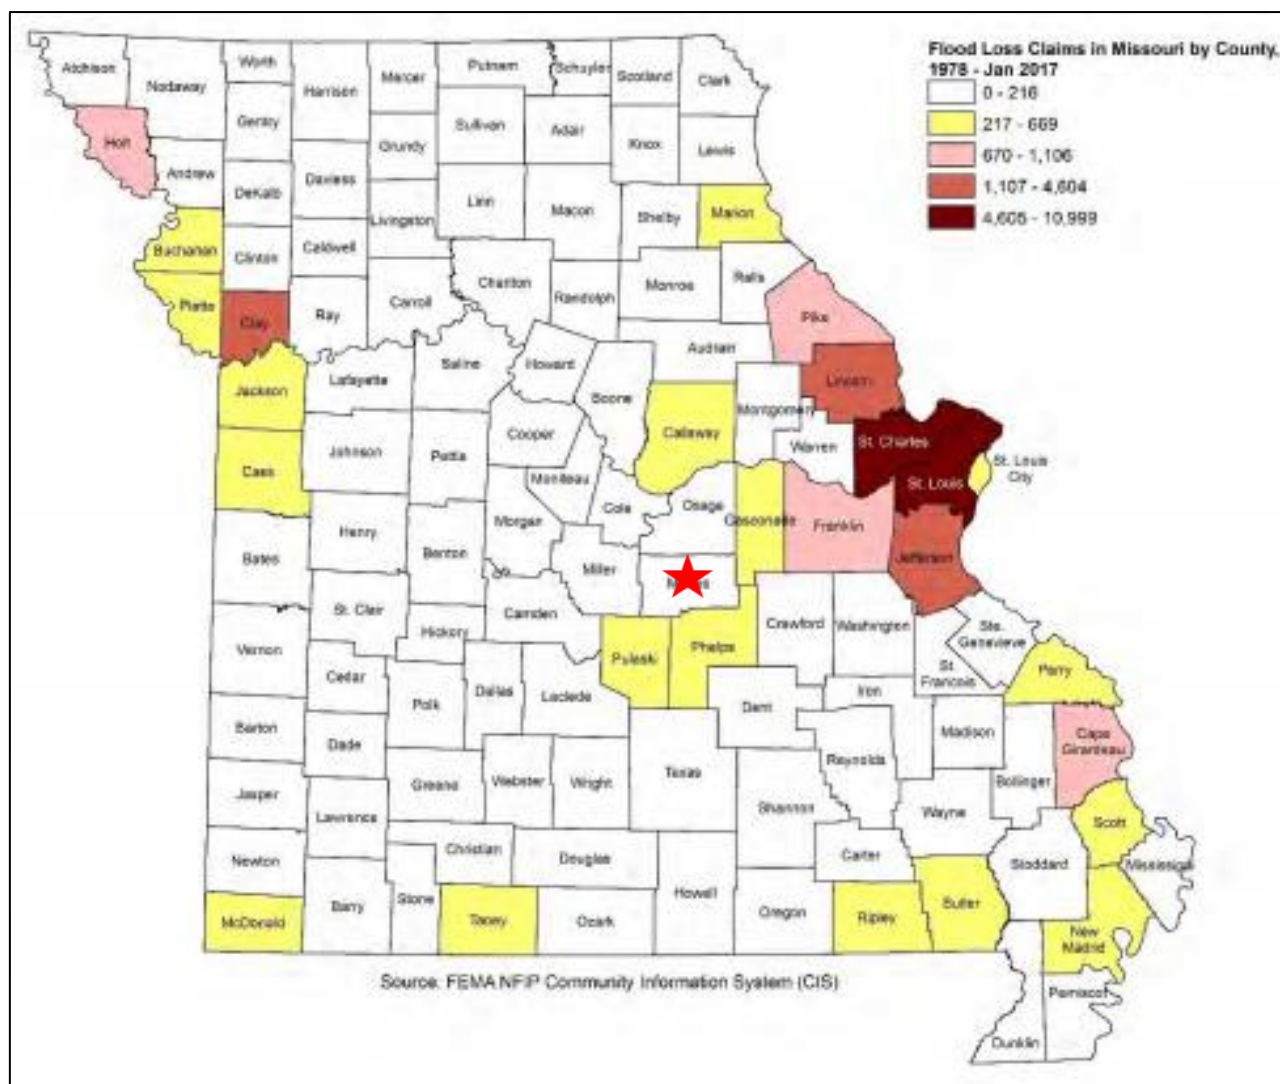 Flood Loss Claims in Missouri by County,
1978 - Jan 2017
0 - 216
217 - 669
670 - 1,106
1,107 - 4,604
4,605 - 10,999
Atchison
Nodaway
Worth
Harrison
Mercer
Putnam
Schuyler
Scotland
Clark
Holt
Andrew
Gentry
Grundy
Sullivan
Adair
Knox
Lewis
DeKalb
Daviess
Livingston
Linn
Macon
Shelby
Marion
Buchanan
Clinton
Caldwell
Chariton
Randolph
Monroe
Ralls
Platte
Clay
Ray
Carroll
Pike
Audrain
Jackson
Lafayette
Saline
Howard
Boone
Callaway
Montgomery
Lincoln
Warren
St. Charles
St. Louis
St. Louis
City
Cass
Johnson
Pettis
Cooper
Moniteau
Cole
Osage
Gasconade
Franklin
Jefferson
Bates
Henry
Benton
Morgan
Miller
St. Clair
Hickory
Camden
Pulaski
Phelps
Crawford
Washington
Ste.
Genevieve
St.
Francois
Perry
Vernon
Cedar
Polk
Dallas
Laclede
Dent
Iron
Madison
Cape
Girardeau
Barton
Dade
Greene
Webster
Wright
Texas
Reynolds
Bollinger
Jasper
Lawrence
Shannon
Wayne
Scott
Newton
Christian
Douglas
Carter
Stoddard
Mississippi
McDonald
Barry
Stone
Taney
Ozark
Howell
Oregon
Ripley
Butler
New
Madrid
Pemiscot
Dunklin
Source: FEMA NFIP Community Information System (CIS)